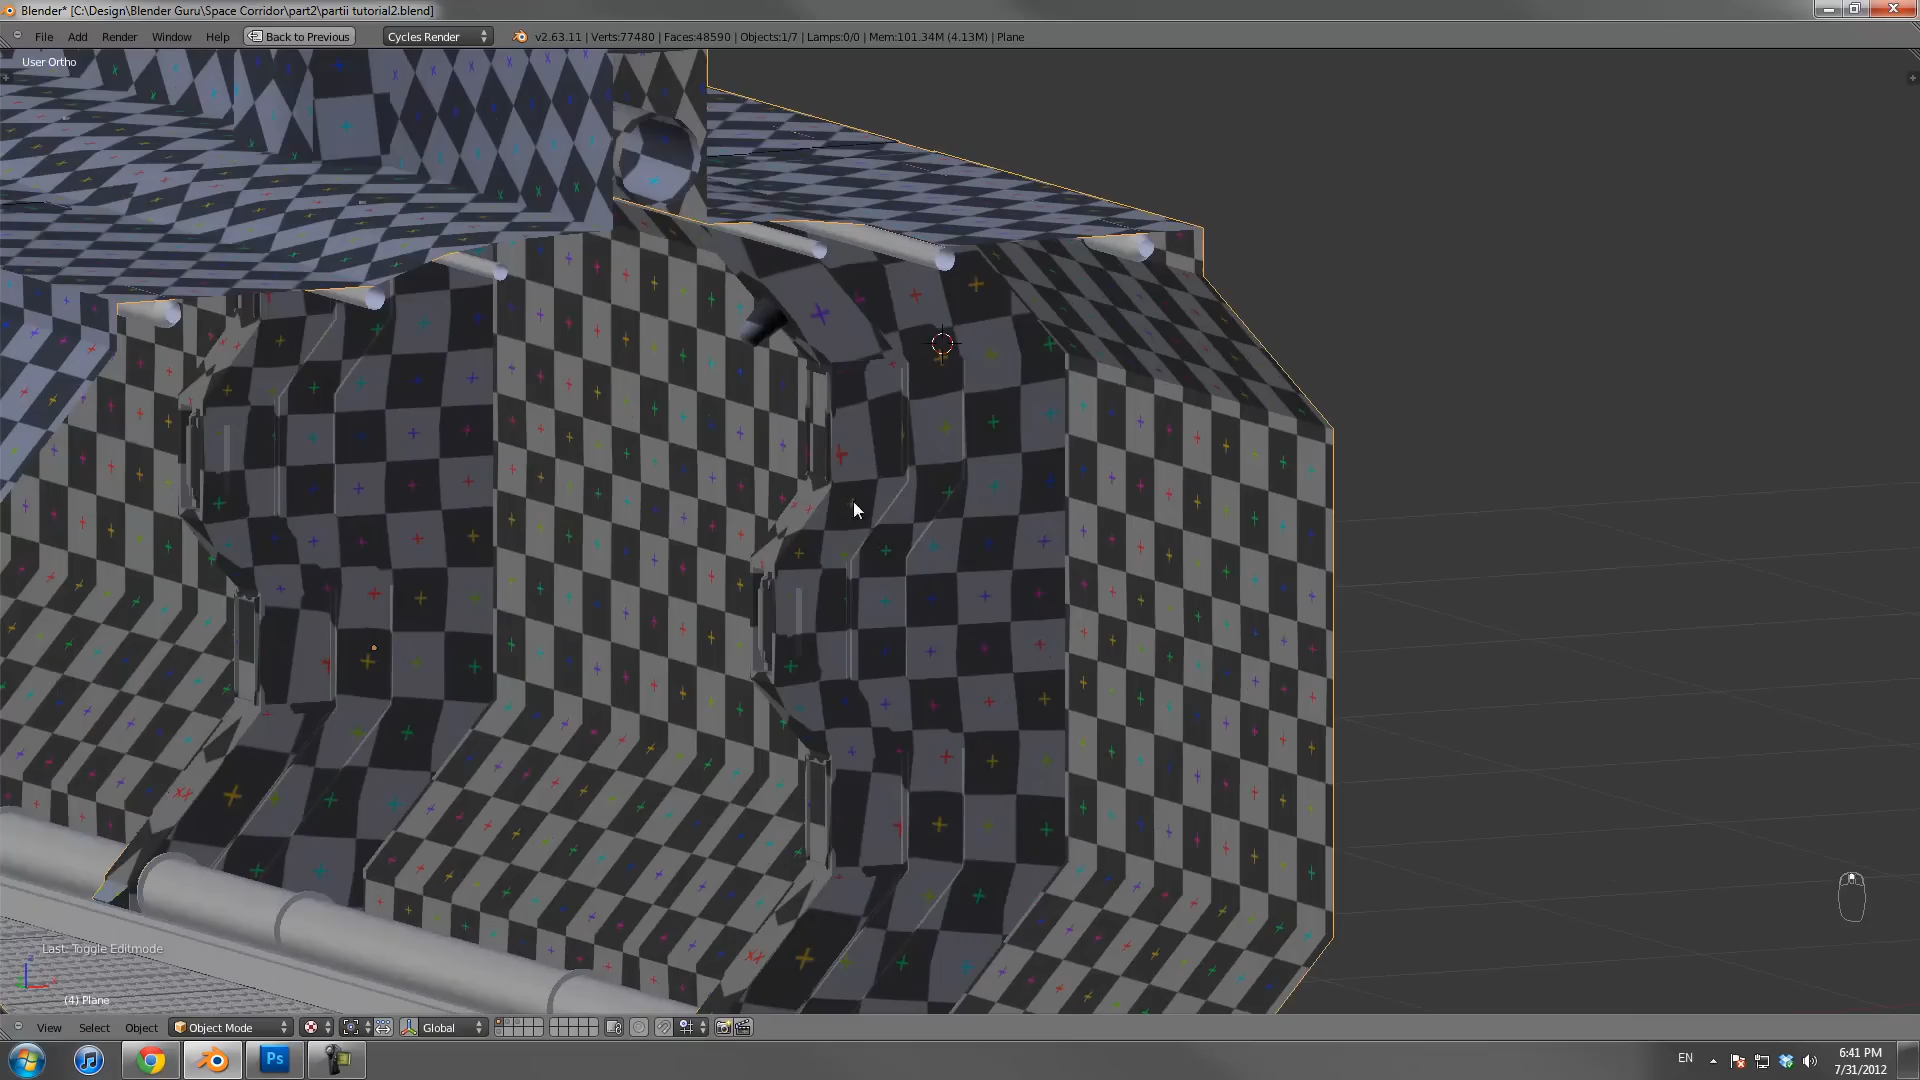 Blender* [C:\Design\Blender Guru\Space Corridor\part2\partii tutorial2.blend]
File Add Render Window Help Back to Previous Cycles Render v2.63.11 | Verts:77480 | Faces:48590 | Objects:1/7 | Lamps:0/0 | Mem:101.34M (4.13M) | Plane
User Ortho
Last: Toggle Editmode
(4) Plane
View Select Object Object Mode Global
Ps
EN
6:41 PM
7/31/2012